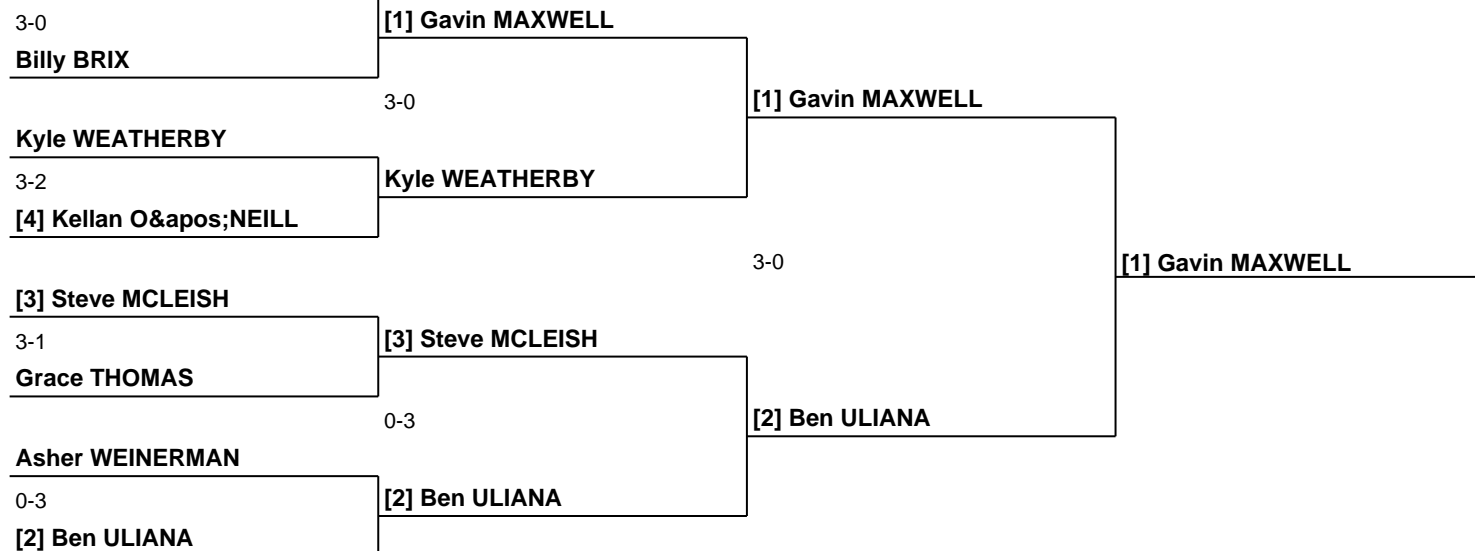 3-0
[1] Gavin MAXWELL
Billy BRIX
3-0
[1] Gavin MAXWELL
Kyle WEATHERBY
3-2
Kyle WEATHERBY
[4] Kellan O&apos;NEILL
3-0
[1] Gavin MAXWELL
[3] Steve MCLEISH
3-1
[3] Steve MCLEISH
Grace THOMAS
0-3
[2] Ben ULIANA
Asher WEINERMAN
0-3
[2] Ben ULIANA
[2] Ben ULIANA